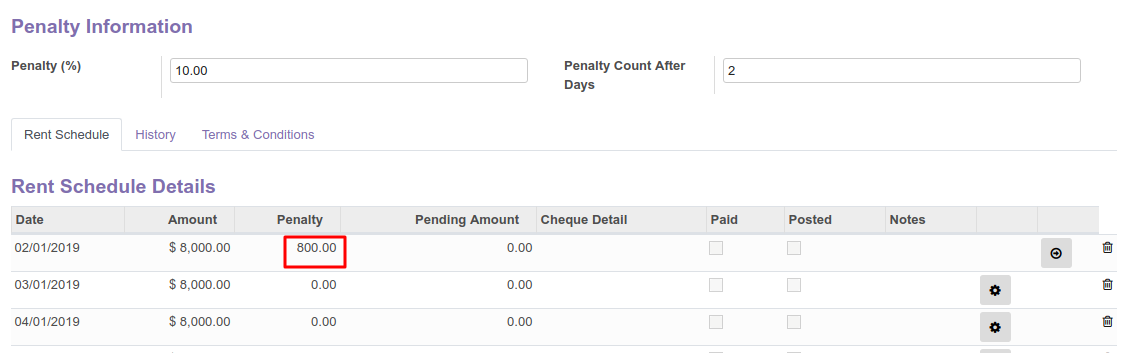 Penalty Information
Penalty (%)
10.00
Penalty Count After Days
2
Rent Schedule History Terms & Conditions
Rent Schedule Details
Date Amount Penalty Pending Amount Cheque Detail Paid Posted Notes
02/01/2019 $ 8,000.00 800.00 0.00
03/01/2019 $ 8,000.00 0.00 0.00
04/01/2019 $ 8,000.00 0.00 0.00